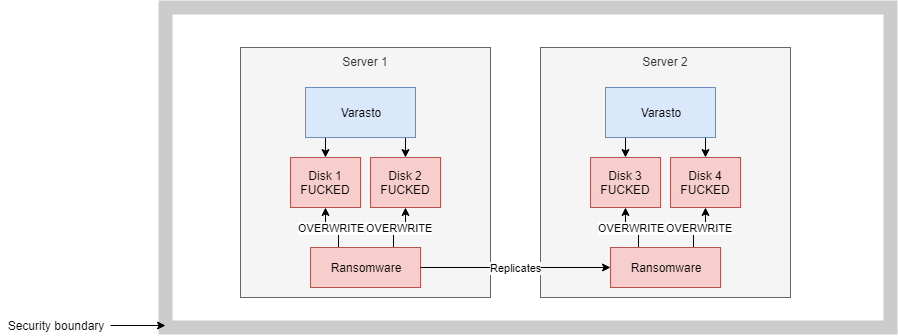 Server 1
Server 2
Varasto
Varasto
Disk 1
FUCKED
Disk 2
FUCKED
Disk 3
FUCKED
Disk 4
FUCKED
OVERWRITE
OVERWRITE
OVERWRITE
OVERWRITE
Ransomware
Replicates
Ransomware
Security boundary